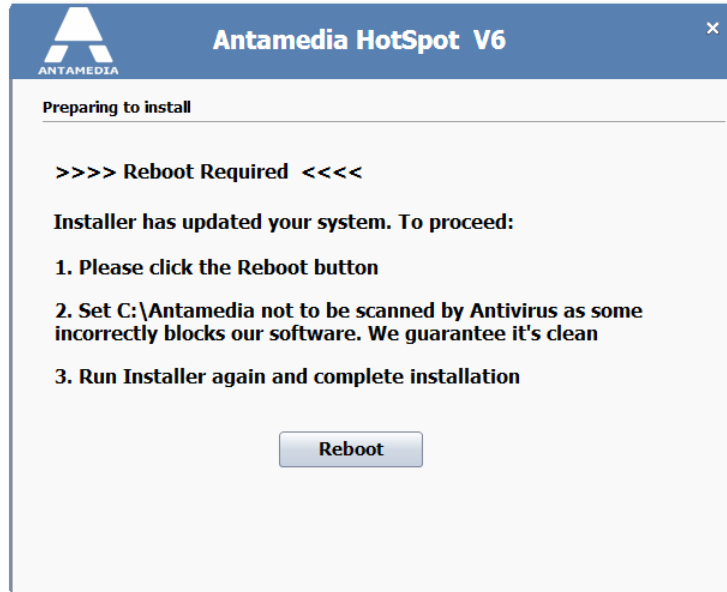 Antamedia HotSpot V6
×
ANTAMEDIA
Preparing to install
>>>> Reboot Required <<<<
Installer has updated your system. To proceed:
1. Please click the Reboot button
2. Set C:\Antamedia not to be scanned by Antivirus as some
incorrectly blocks our software. We guarantee it's clean
3. Run Installer again and complete installation
Reboot